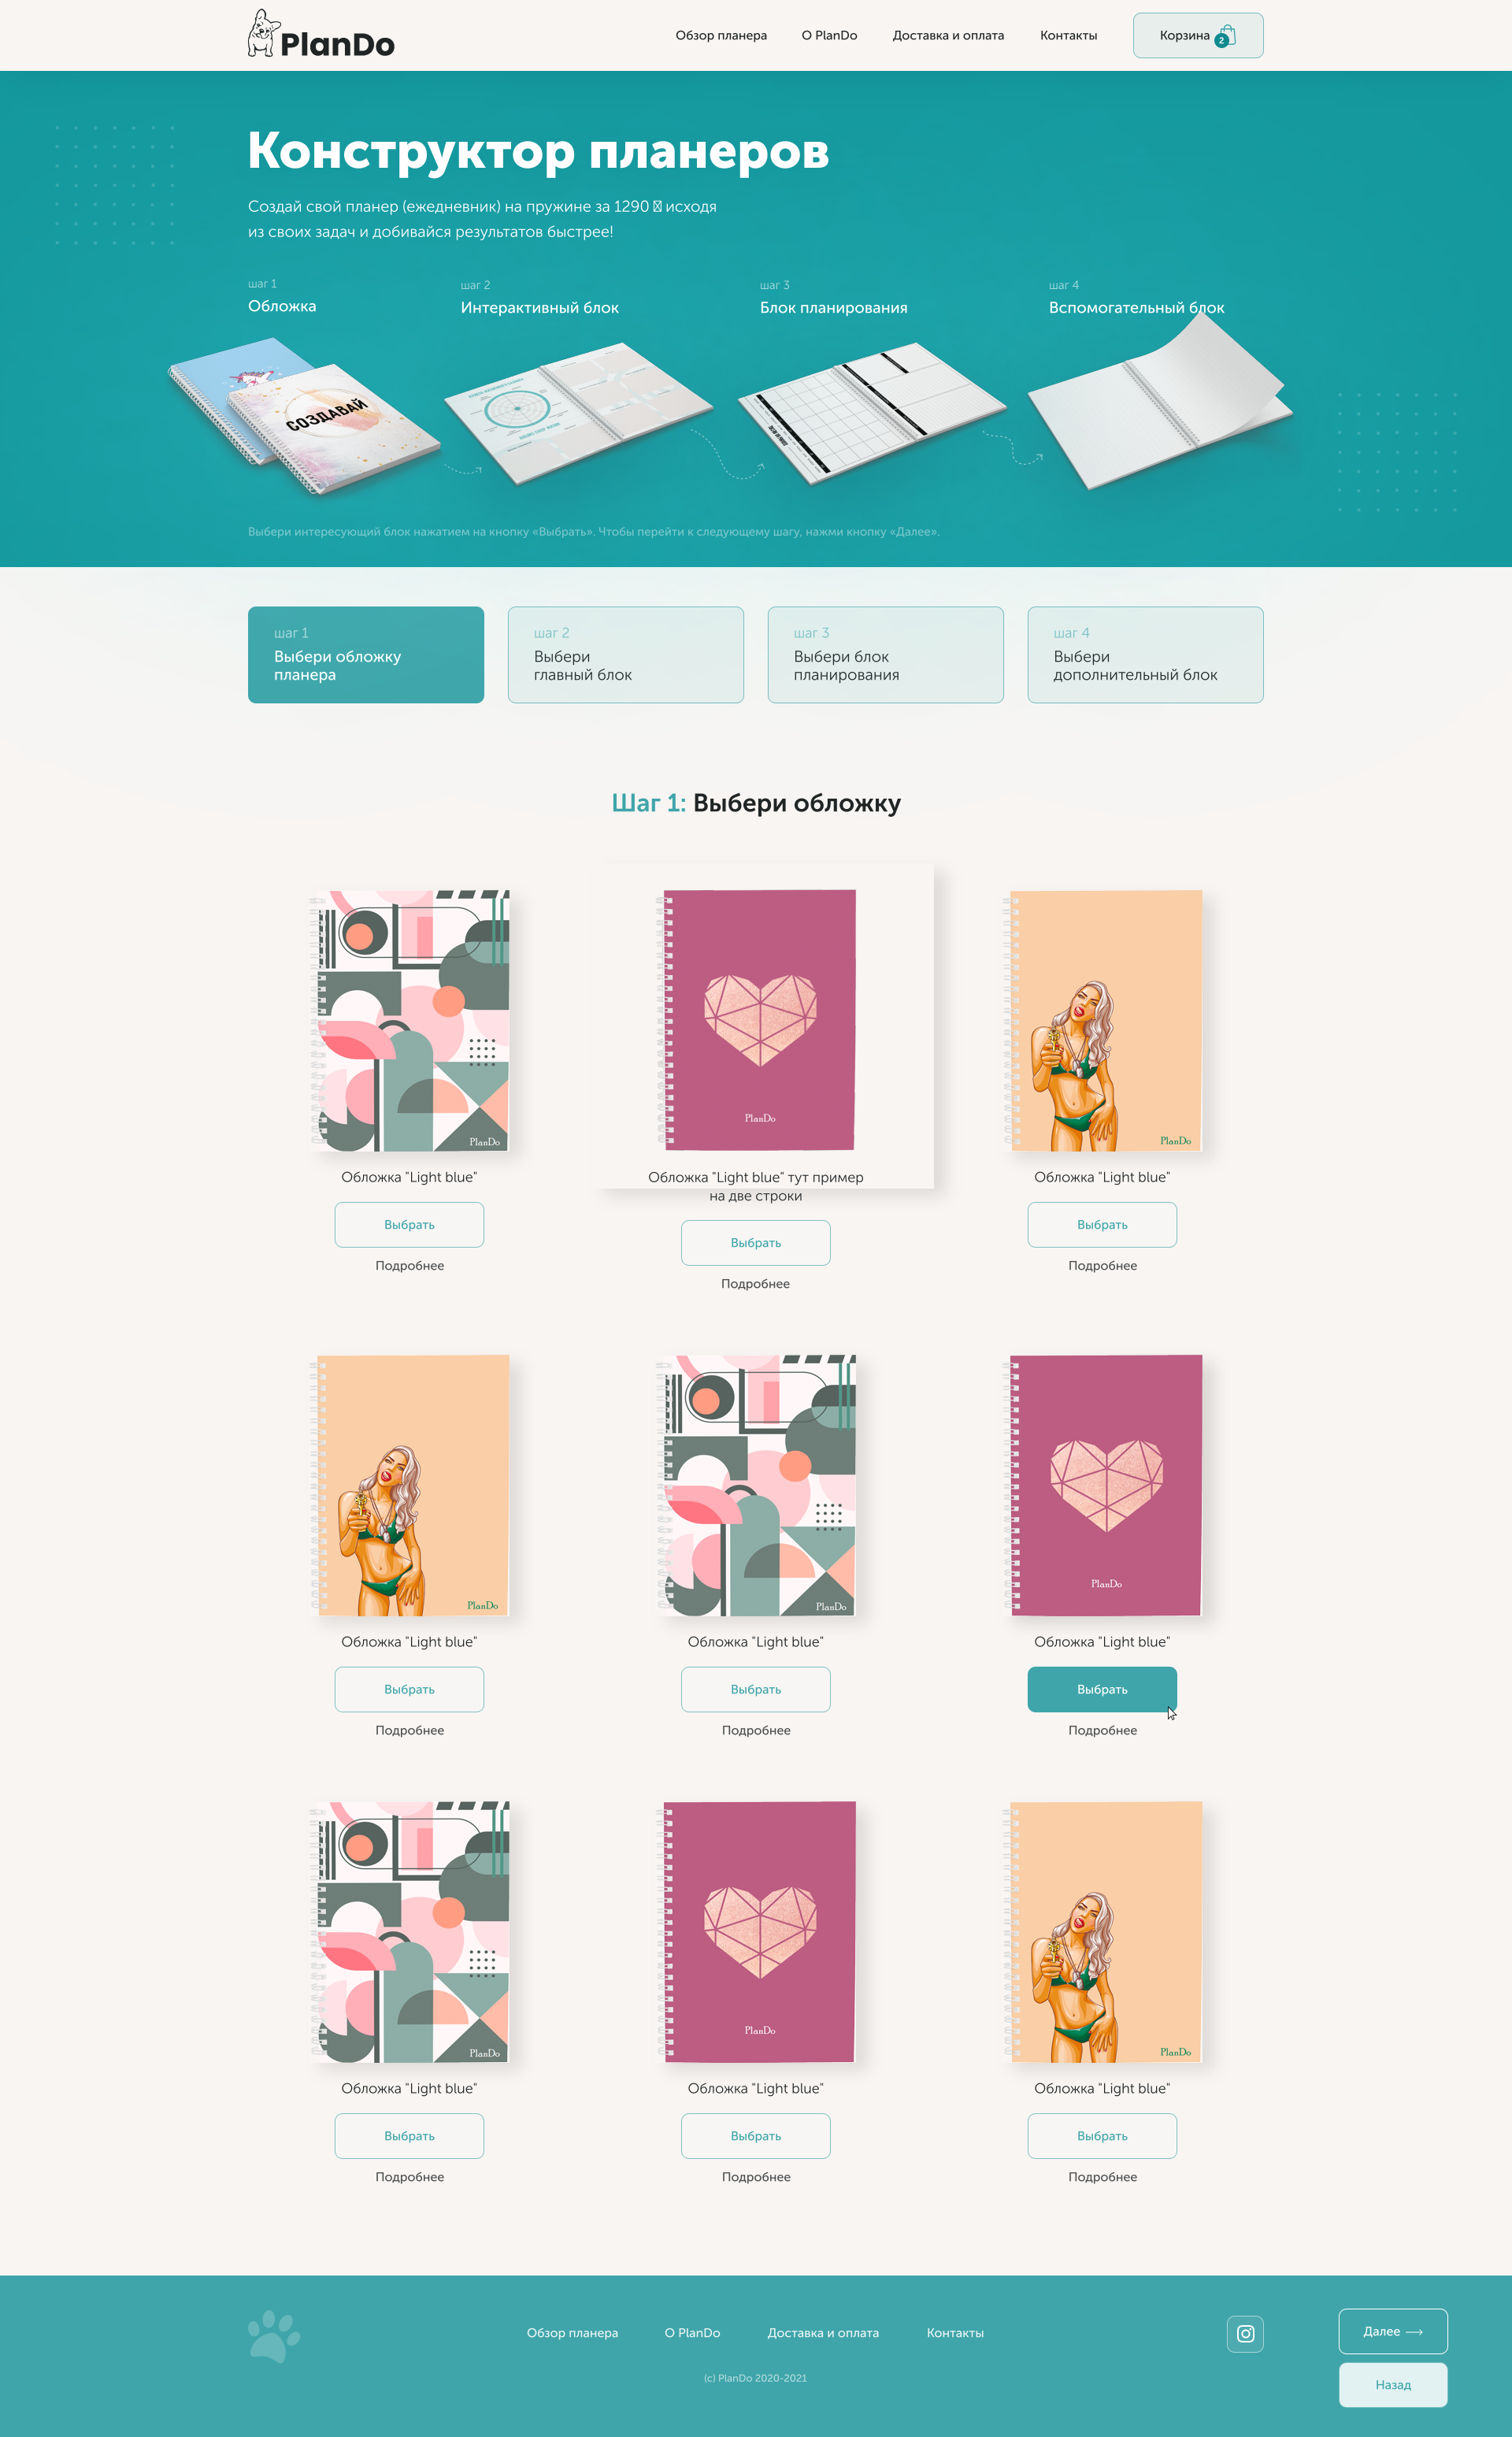 PlanDo
Обзор планера
О PlanDo
Доставка и оплата
Контакты
Корзина
2
Конструктор планеров
Создай свой планер (ежедневник) на пружине за 1290 исходя
из своих задач и добивайся результатов быстрее!
шаг 1
Обложка
шаг 2
Интерактивный блок
шаг 3
Блок планирования
шаг 4
Вспомогательный блок
СОЗДАВАЙ
Выбери интересующий блок нажатием на кнопку «Выбрать». Чтобы перейти к следующему шагу, нажми кнопку «Далее».
шаг 1
Выбери обложку
планера
шаг 2
Выбери
главный блок
шаг 3
Выбери блок
планирования
шаг 4
Выбери
дополнительный блок
Шаг 1: Выбери обложку
PlanDo
PlanDo
PlanDo
Обложка "Light blue"
Выбрать
Подробнее
Обложка "Light blue" тут пример
на две строки
Выбрать
Подробнее
Обложка "Light blue"
Выбрать
Подробнее
PlanDo
PlanDo
PlanDo
Обложка "Light blue"
Выбрать
Подробнее
Обложка "Light blue"
Выбрать
Подробнее
Обложка "Light blue"
Выбрать
Подробнее
PlanDo
PlanDo
PlanDo
Обложка "Light blue"
Выбрать
Подробнее
Обложка "Light blue"
Выбрать
Подробнее
Обложка "Light blue"
Выбрать
Подробнее
Обзор планера
О PlanDo
Доставка и оплата
Контакты
(c) PlanDo 2020-2021
Далее
Назад